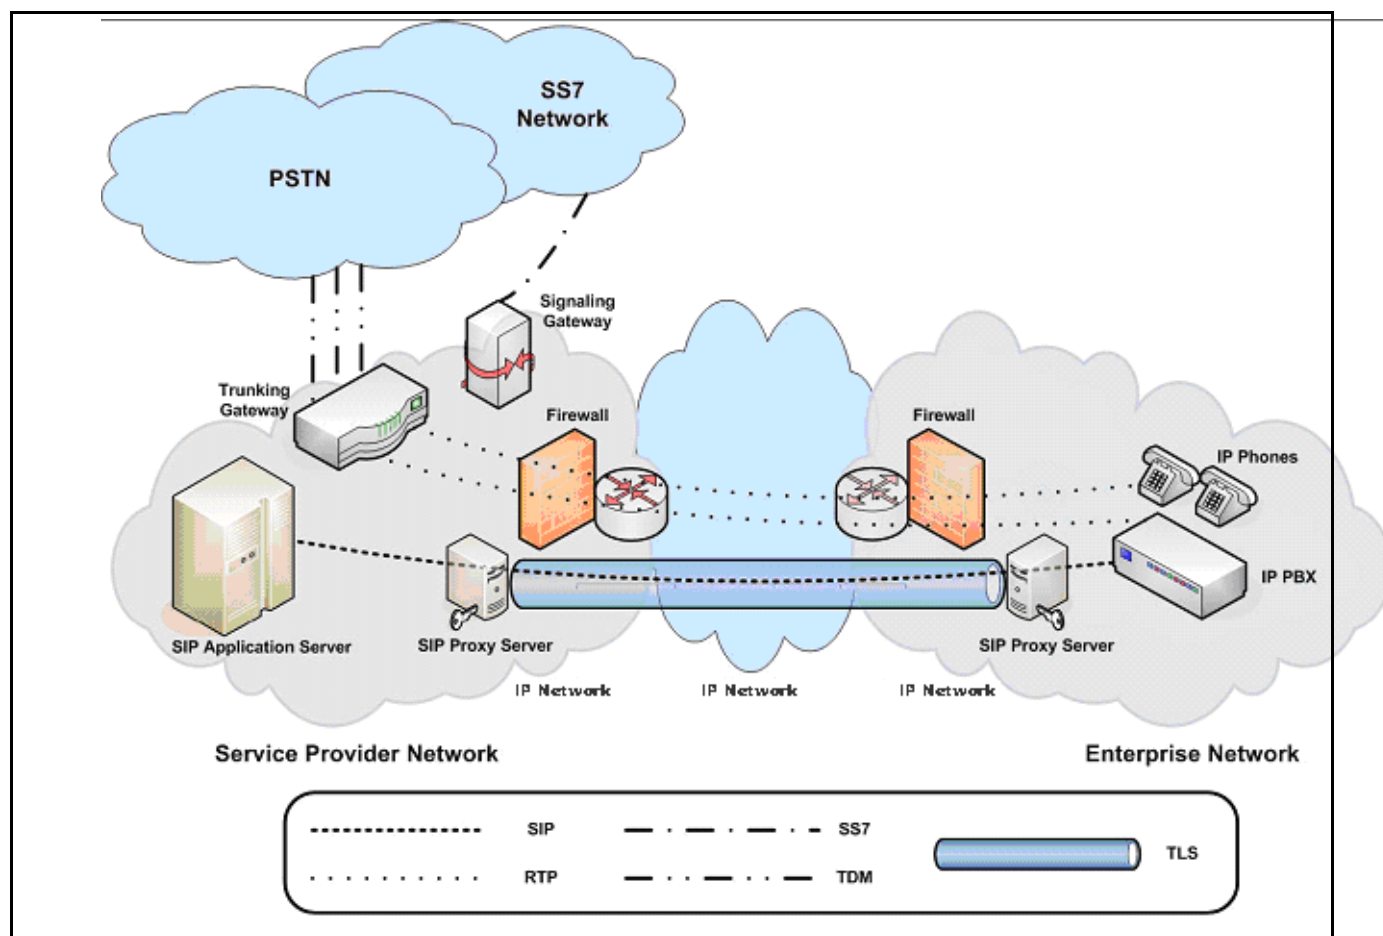 SS7
Network
PSTN
Signaling
Gateway
Trunking
Gateway
Firewall
Firewall
IP Phones
IP PBX
SIP Application Server
SIP Proxy Server
SIP Proxy Server
IP Network
IP Network
IP Network
Service Provider Network
Enterprise Network
SIP
SS7
TLS
RTP
TDM